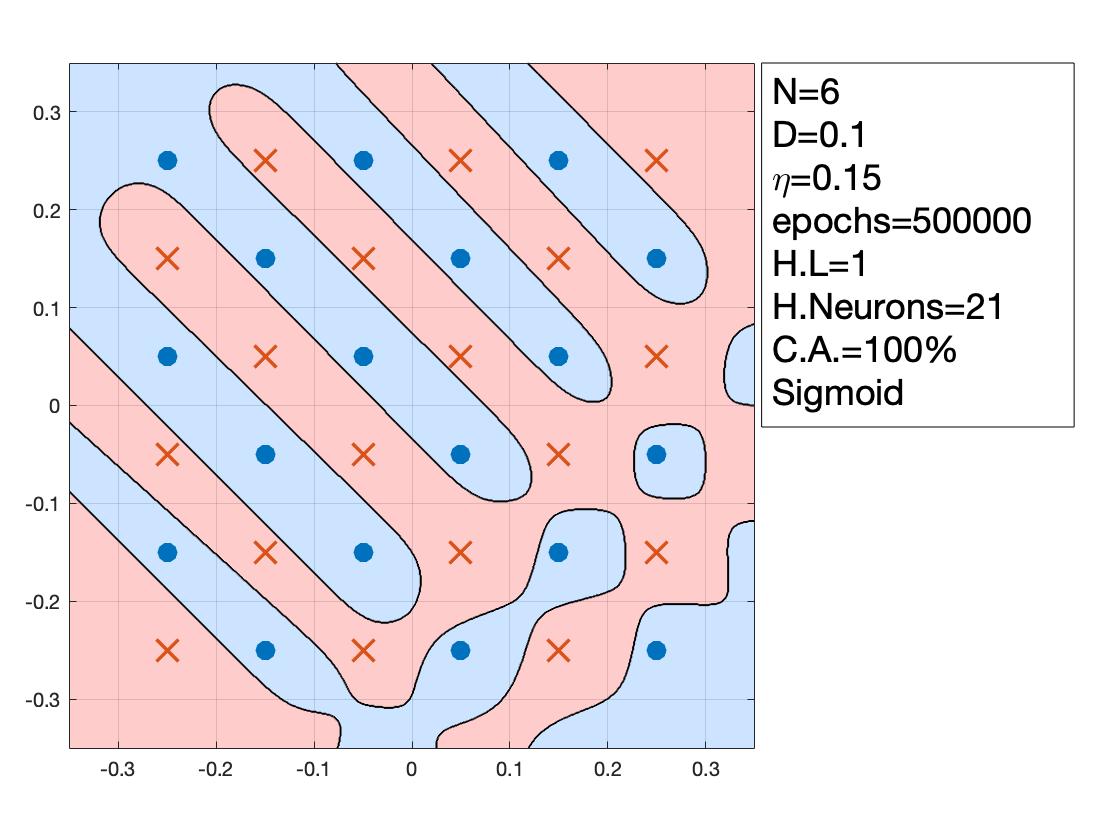 N=6
D=0.1
η=0.15
epochs=500000
H.L=1
H.Neurons=21
C.A.=100%
Sigmoid
0.3
0.2
0.1
0
-0.1
-0.2
-0.3
-0.3 -0.2 -0.1 0 0.1 0.2 0.3